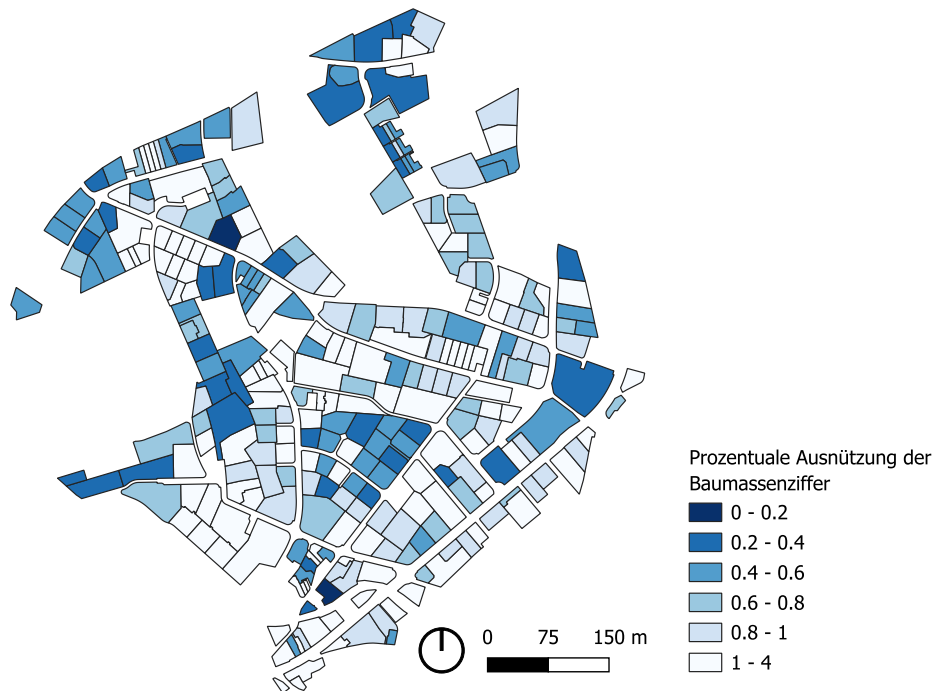 Prozentuale Ausnützung der
Baumassenziffer
0 - 0.2
0.2 - 0.4
0.4 - 0.6
0.6 - 0.8
0.8 - 1
1 - 4
0 75 150 m